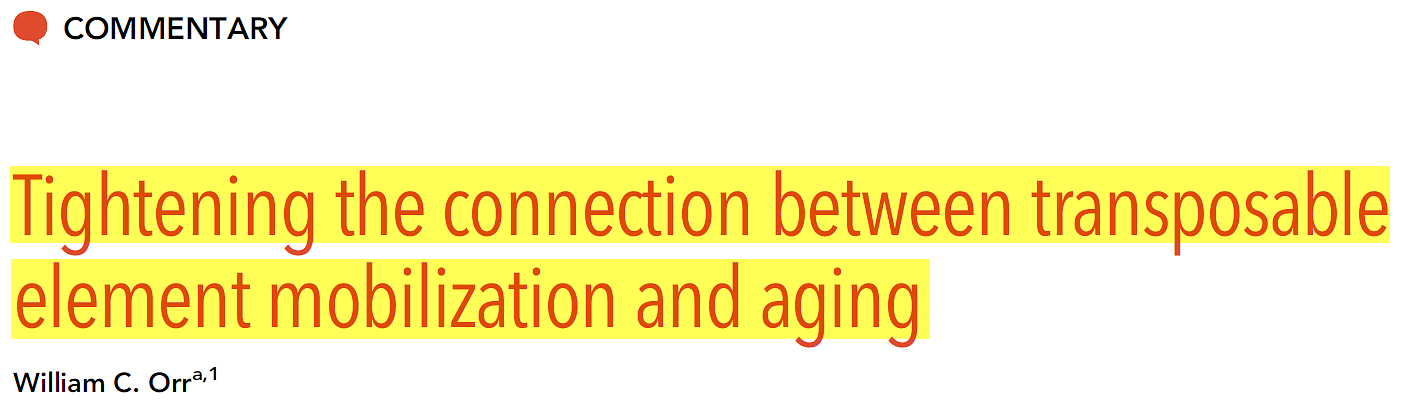 COMMENTARY
Tightening the connection between transposable
element mobilization and aging
William C. Orrᵃ,¹